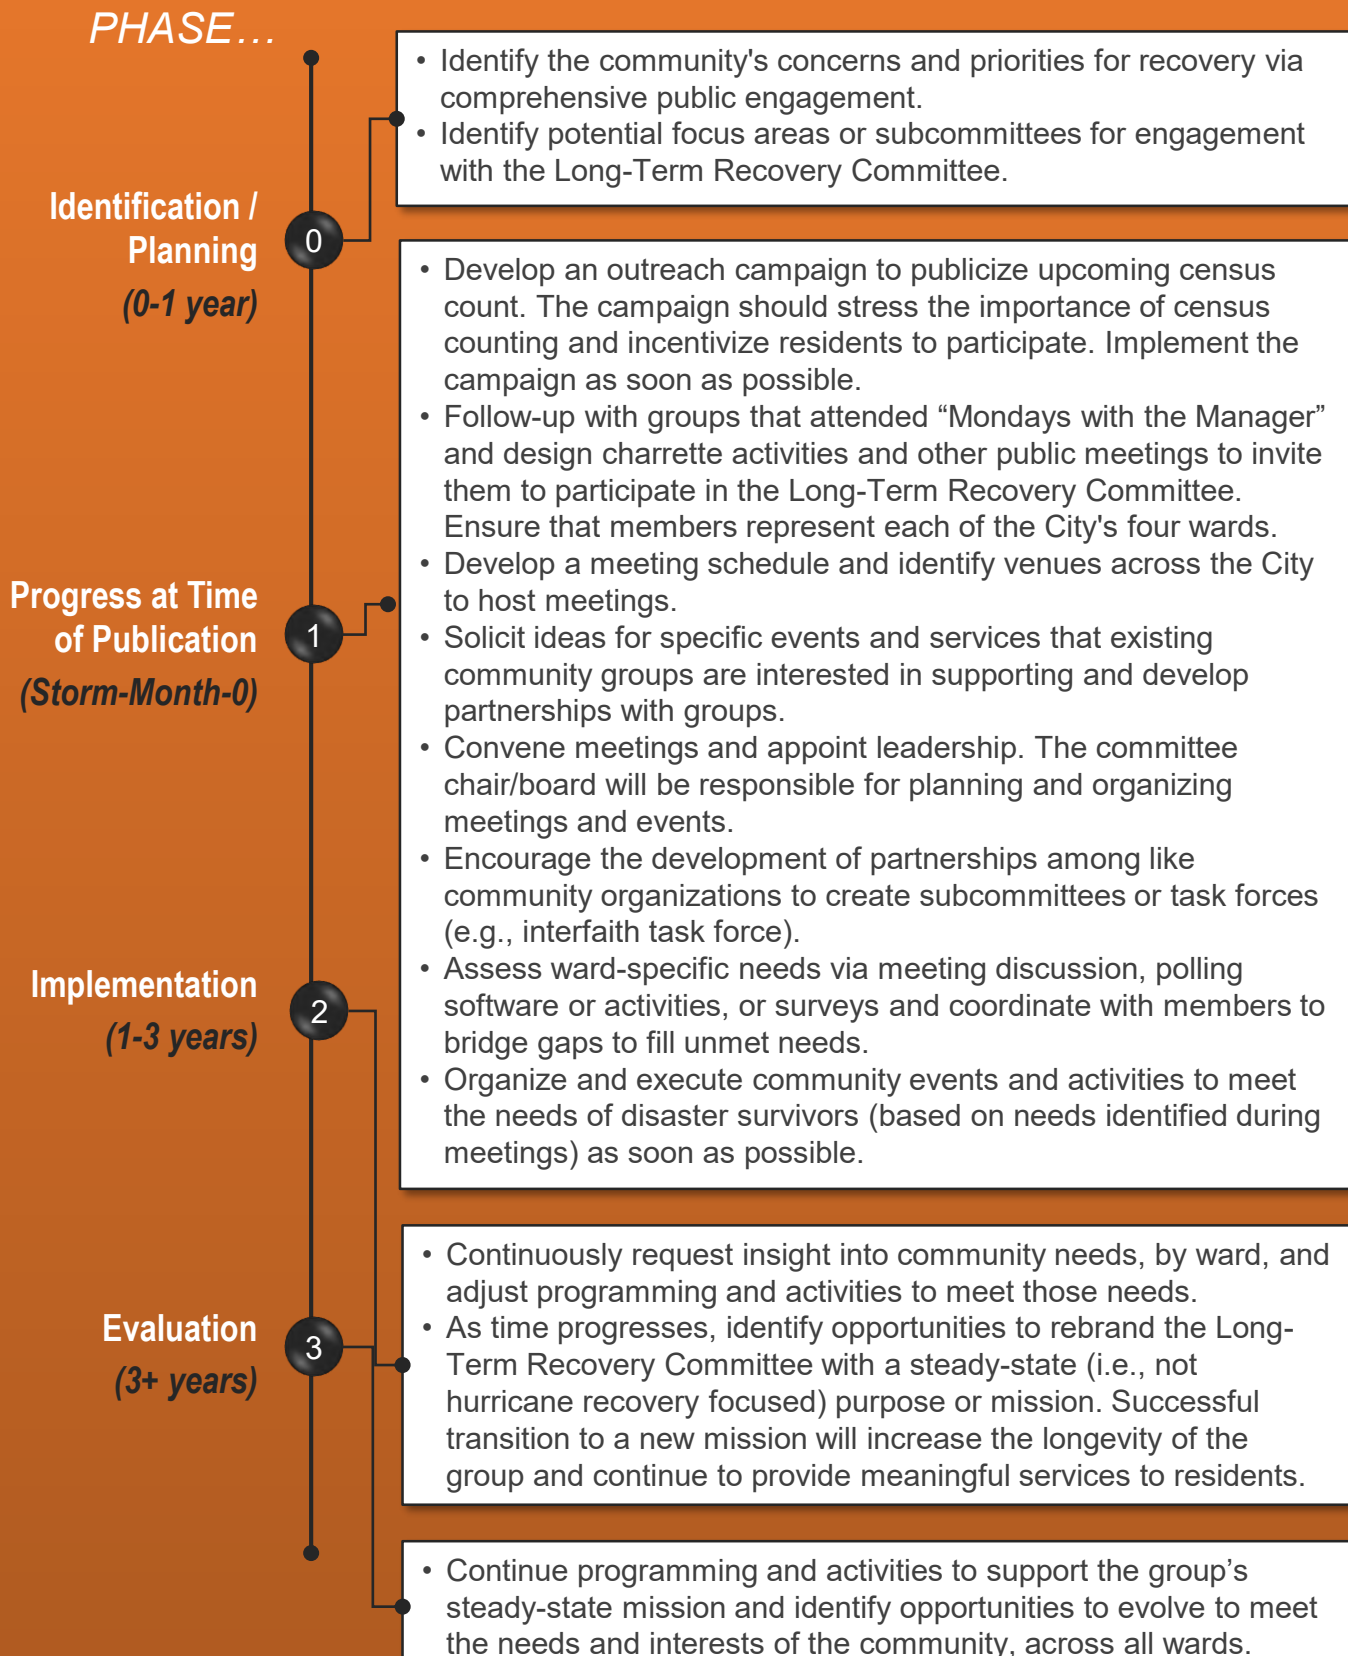 PHASE…
Identification /
Planning
(0-1 year)
0
• Identify the community's concerns and priorities for recovery via
comprehensive public engagement.
• Identify potential focus areas or subcommittees for engagement
with the Long-Term Recovery Committee.
Progress at Time
of Publication
(Storm-Month-0)
1
• Develop an outreach campaign to publicize upcoming census
count. The campaign should stress the importance of census
counting and incentivize residents to participate. Implement the
campaign as soon as possible.
• Follow-up with groups that attended “Mondays with the Manager”
and design charrette activities and other public meetings to invite
them to participate in the Long-Term Recovery Committee.
Ensure that members represent each of the City's four wards.
• Develop a meeting schedule and identify venues across the City
to host meetings.
• Solicit ideas for specific events and services that existing
community groups are interested in supporting and develop
partnerships with groups.
• Convene meetings and appoint leadership. The committee
chair/board will be responsible for planning and organizing
meetings and events.
• Encourage the development of partnerships among like
community organizations to create subcommittees or task forces
(e.g., interfaith task force).
• Assess ward-specific needs via meeting discussion, polling
software or activities, or surveys and coordinate with members to
bridge gaps to fill unmet needs.
• Organize and execute community events and activities to meet
the needs of disaster survivors (based on needs identified during
meetings) as soon as possible.
Implementation
(1-3 years)
2
• Continuously request insight into community needs, by ward, and
adjust programming and activities to meet those needs.
• As time progresses, identify opportunities to rebrand the Long-
Term Recovery Committee with a steady-state (i.e., not
hurricane recovery focused) purpose or mission. Successful
transition to a new mission will increase the longevity of the
group and continue to provide meaningful services to residents.
Evaluation
(3+ years)
3
• Continue programming and activities to support the group’s
steady-state mission and identify opportunities to evolve to meet
the needs and interests of the community, across all wards.